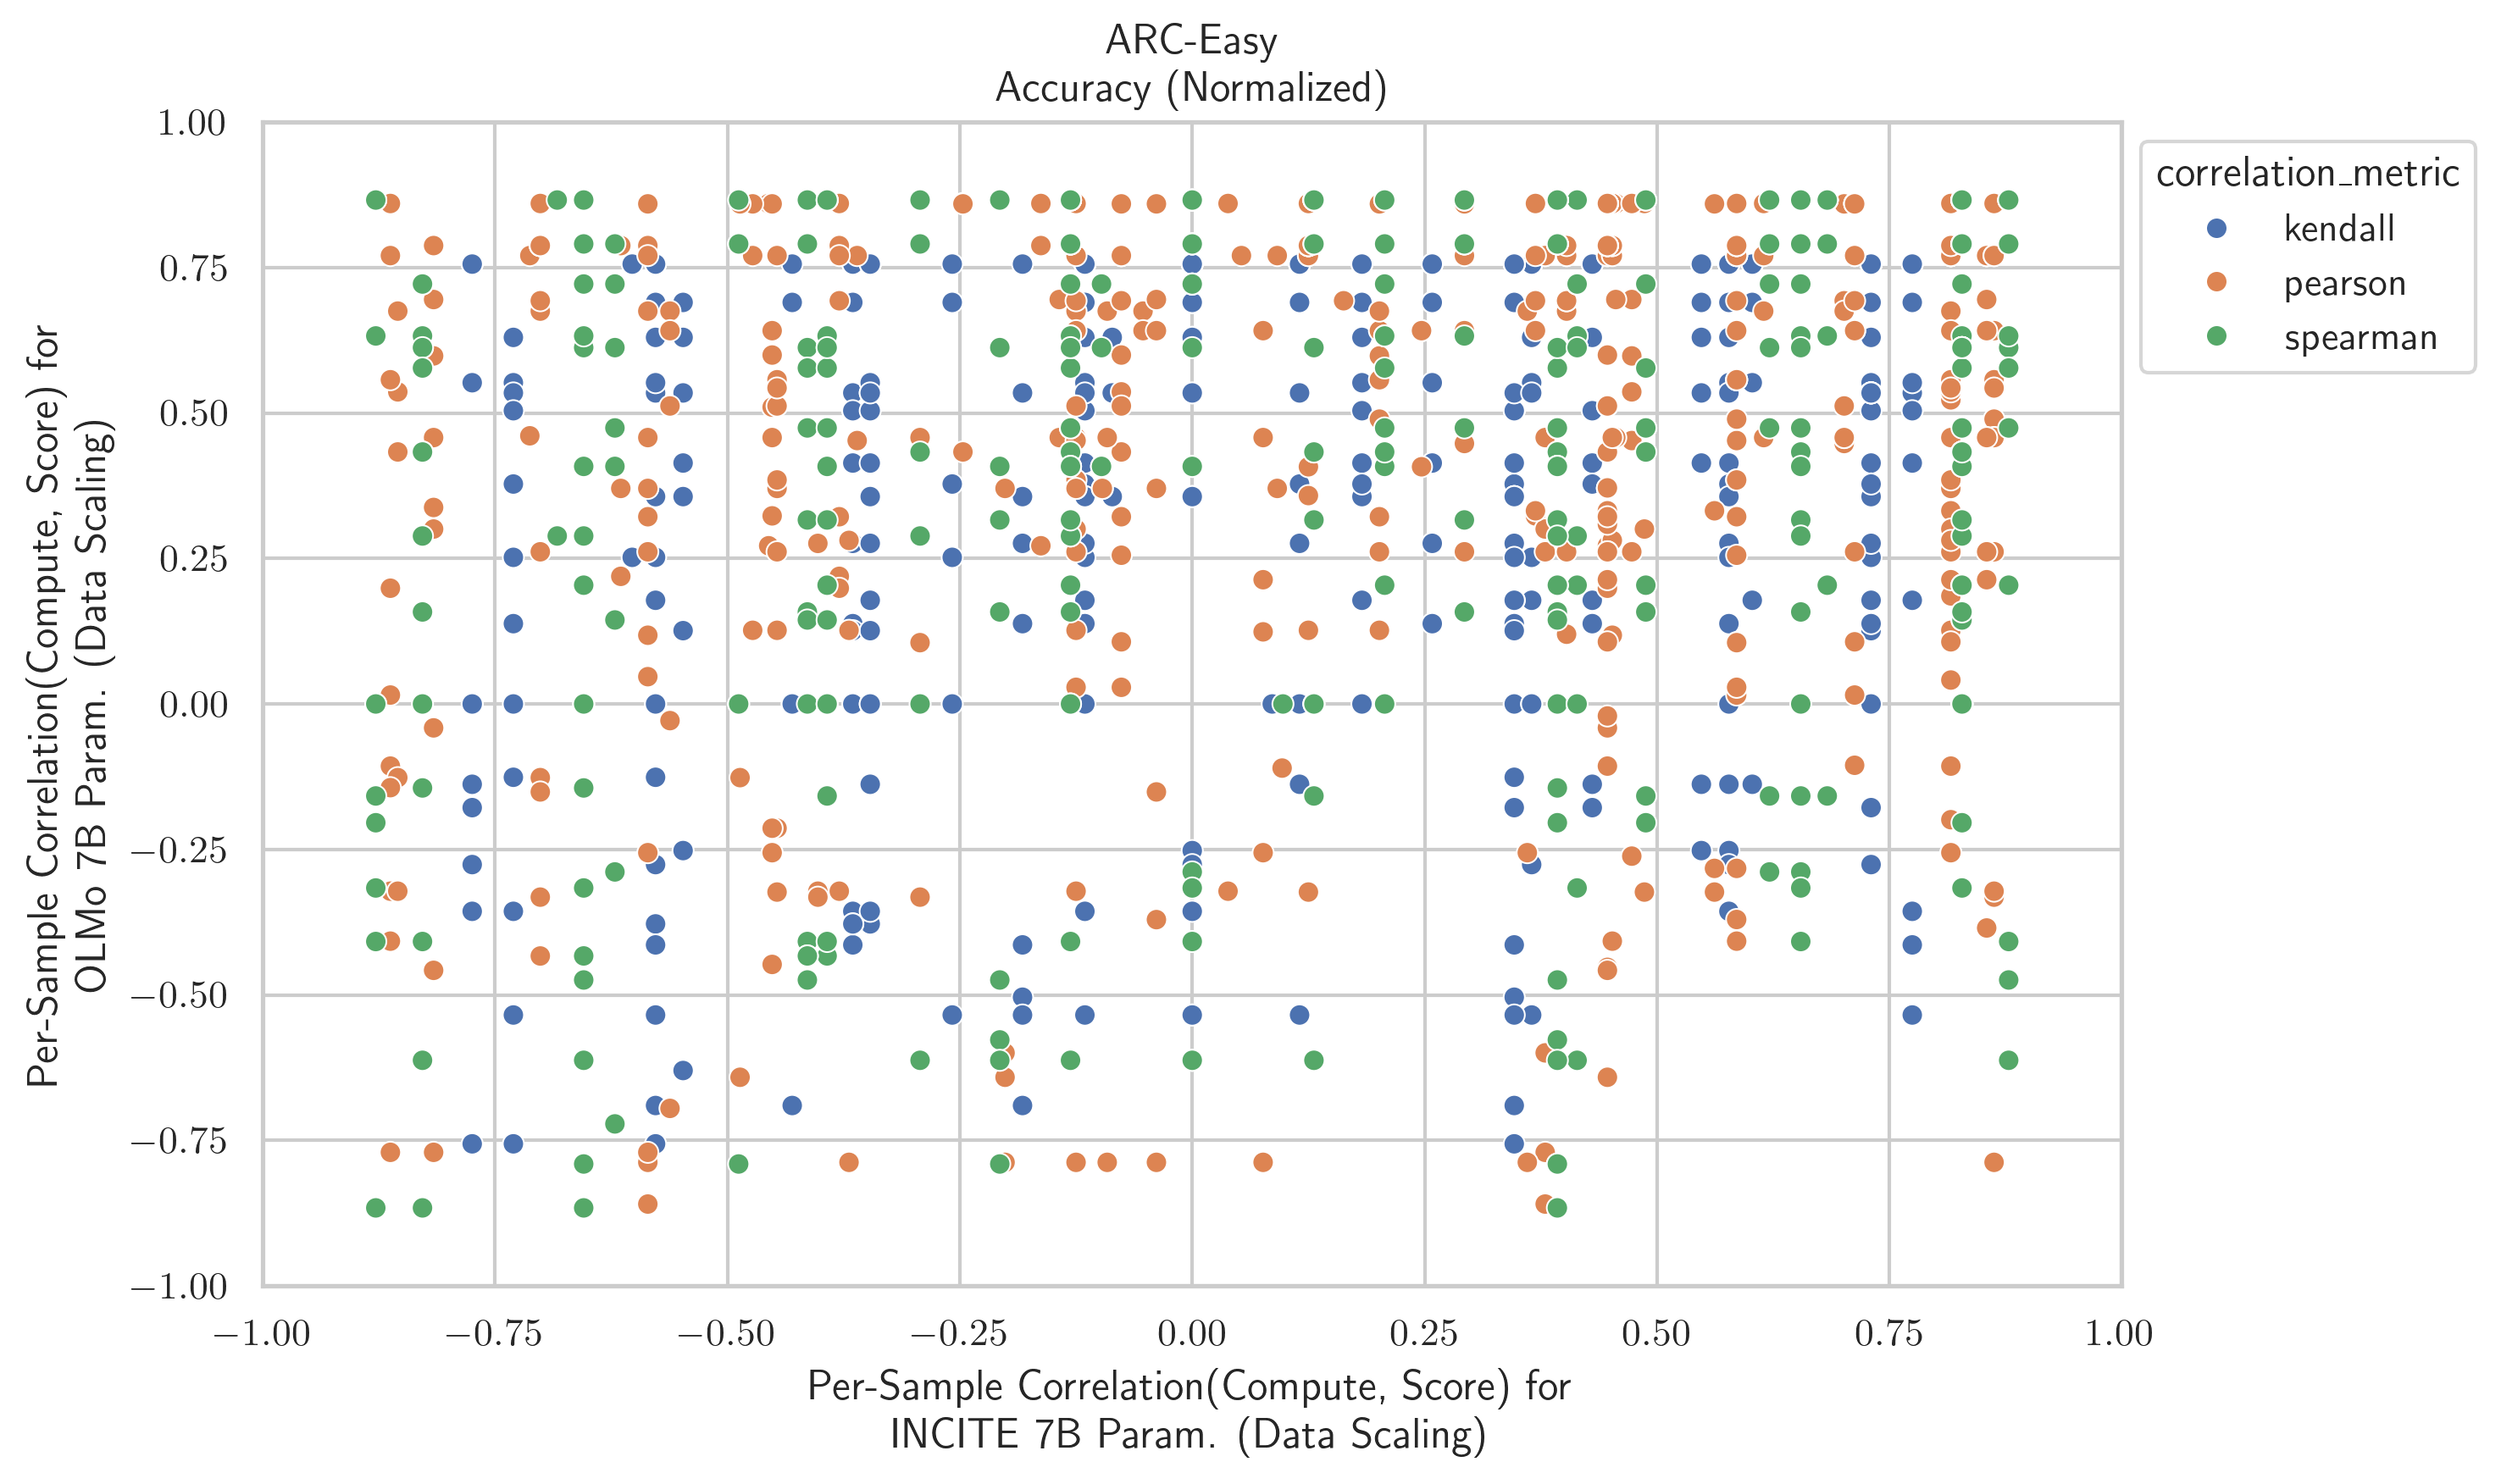 ARC-Easy
Accuracy (Normalized)
Per-Sample Correlation(Compute, Score) for
OLMo 7B Param. (Data Scaling)
1.00
0.75
0.50
0.25
0.00
−0.25
−0.50
−0.75
−1.00
−1.00 −0.75 −0.50 −0.25 0.00 0.25 0.50 0.75 1.00
Per-Sample Correlation(Compute, Score) for
INCITE 7B Param. (Data Scaling)
correlation_metric
kendall
pearson
spearman